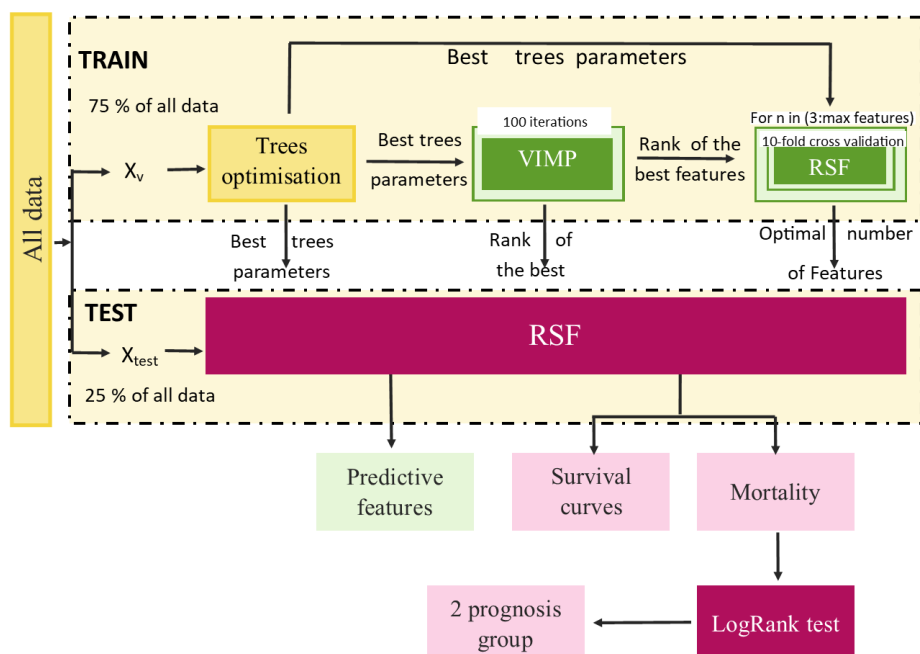 All data
TRAIN
75 % of all data
Best trees parameters
Xv
Trees
optimisation
Best trees
parameters
100 iterations
VIMP
Rank of the
best features
For n in (3:max features)
10-fold cross validation
RSF
Best trees
parameters
Rank of
the best
Optimal number
of Features
TEST
Xtest
25 % of all data
RSF
Predictive
features
Survival
curves
Mortality
2 prognosis
group
LogRank test